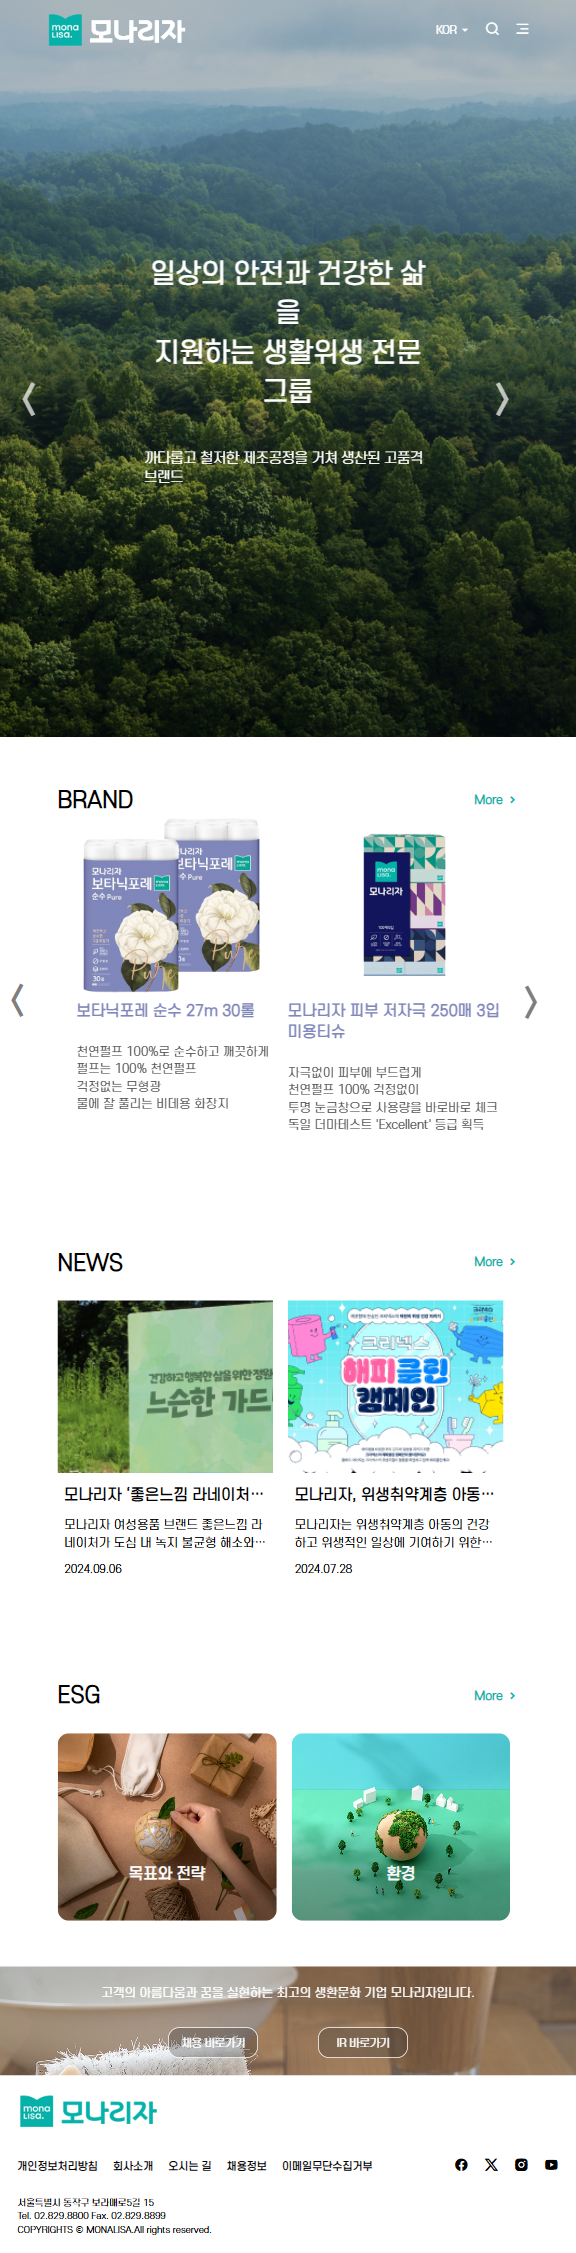 mona
LISA.
모나리자
KOR
일상의 안전과 건강한 삶
을
지원하는 생활위생 전문
그룹
까다롭고 철저한 제조공정을 거쳐 생산된 고품격
브랜드
BRAND
More
모나리자
보타닉포레
순수 Pure
30롤
모나리자
보타닉포레
순수 Pure
Pure
mona
LISA.
모나리자
보타닉포레 순수 27m 30롤
천연펄프 100%로 순수하고 깨끗하게
펄프는 100% 천연펄프
걱정없는 무형광
물에 잘 풀리는 비데용 화장지
모나리자 피부 저자극 250매 3입
미용티슈
자극없이 피부에 부드럽게
천연펄프 100% 걱정없이
투명 눈금창으로 사용량을 바로바로 체크
독일 더마테스트 'Excellent' 등급 획득
NEWS
More
건강하고 행복한 삶을 위한 정원
느슨한 가드
크리넥스
해피클린
캠페인
모나리자 '좋은느낌 라네이처...
모나리자 여성용품 브랜드 좋은느낌 라
네이처가 도심 내 녹지 불균형 해소와...
2024.09.06
모나리자, 위생취약계층 아동...
모나리자는 위생취약계층 아동의 건강
하고 위생적인 일상에 기여하기 위한...
2024.07.28
ESG
More
목표와 전략
환경
고객의 아름다움과 꿈을 실현하는 최고의 생환문화 기업 모나리자입니다.
채용 바로가기
IR 바로가기
mona
LISA.
모나리자
개인정보처리방침 회사소개 오시는 길 채용정보 이메일무단수집거부
서울특별시 동작구 보라매로5길 15
Tel. 02.829.8800 Fax. 02.829.8899
COPYRIGHTS © MONALISA.All rights reserved.